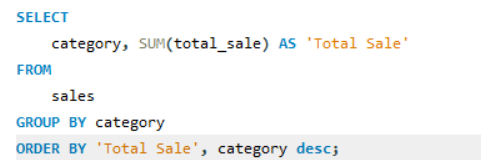 SELECT
    category, SUM(total_sale) AS 'Total Sale'
FROM
    sales
GROUP BY category
ORDER BY 'Total Sale', category desc;